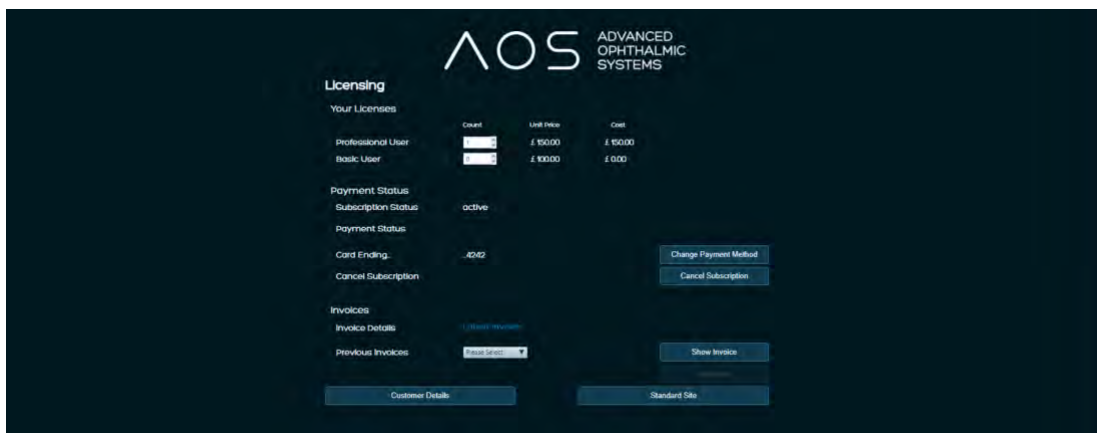 AOS ADVANCED
OPHTHALMIC
SYSTEMS
Licensing
Your Licenses
Count Unit Price Cost
Professional User 1 £ 150.00 £ 150.00
Basic User £ 100.00 £ 0.00
Payment Status
Subscription Status active
Payment Status
Card Ending.. ..4242 Change Payment Method
Cancel Subscription Cancel Subscription
Invoices
Invoice Details
Previous Invoices Please Select Show Invoice
Customer Details Standard Site